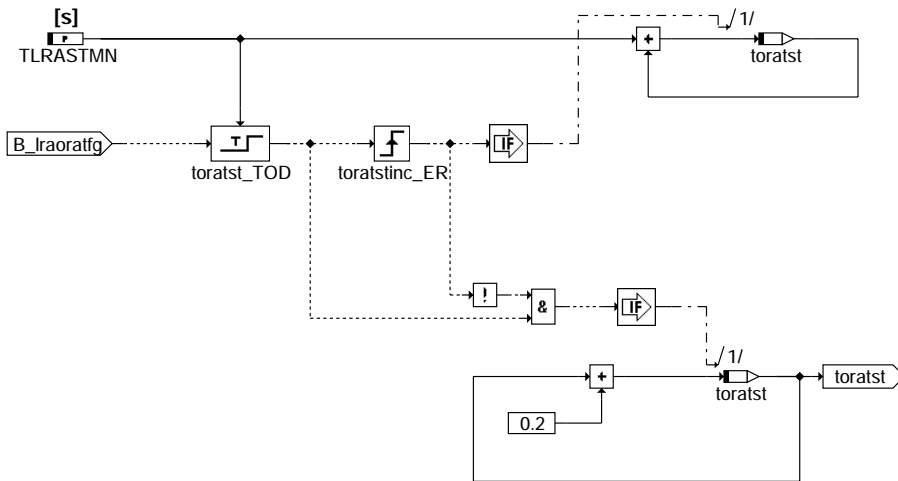 [s]
P
TLRASTMN
/1/
+
toratst
B_lraoratfg
T
toratst_TOD
toratstinc_ER
IF
!
&
IF
/1/
+
toratst
toratst
0.2